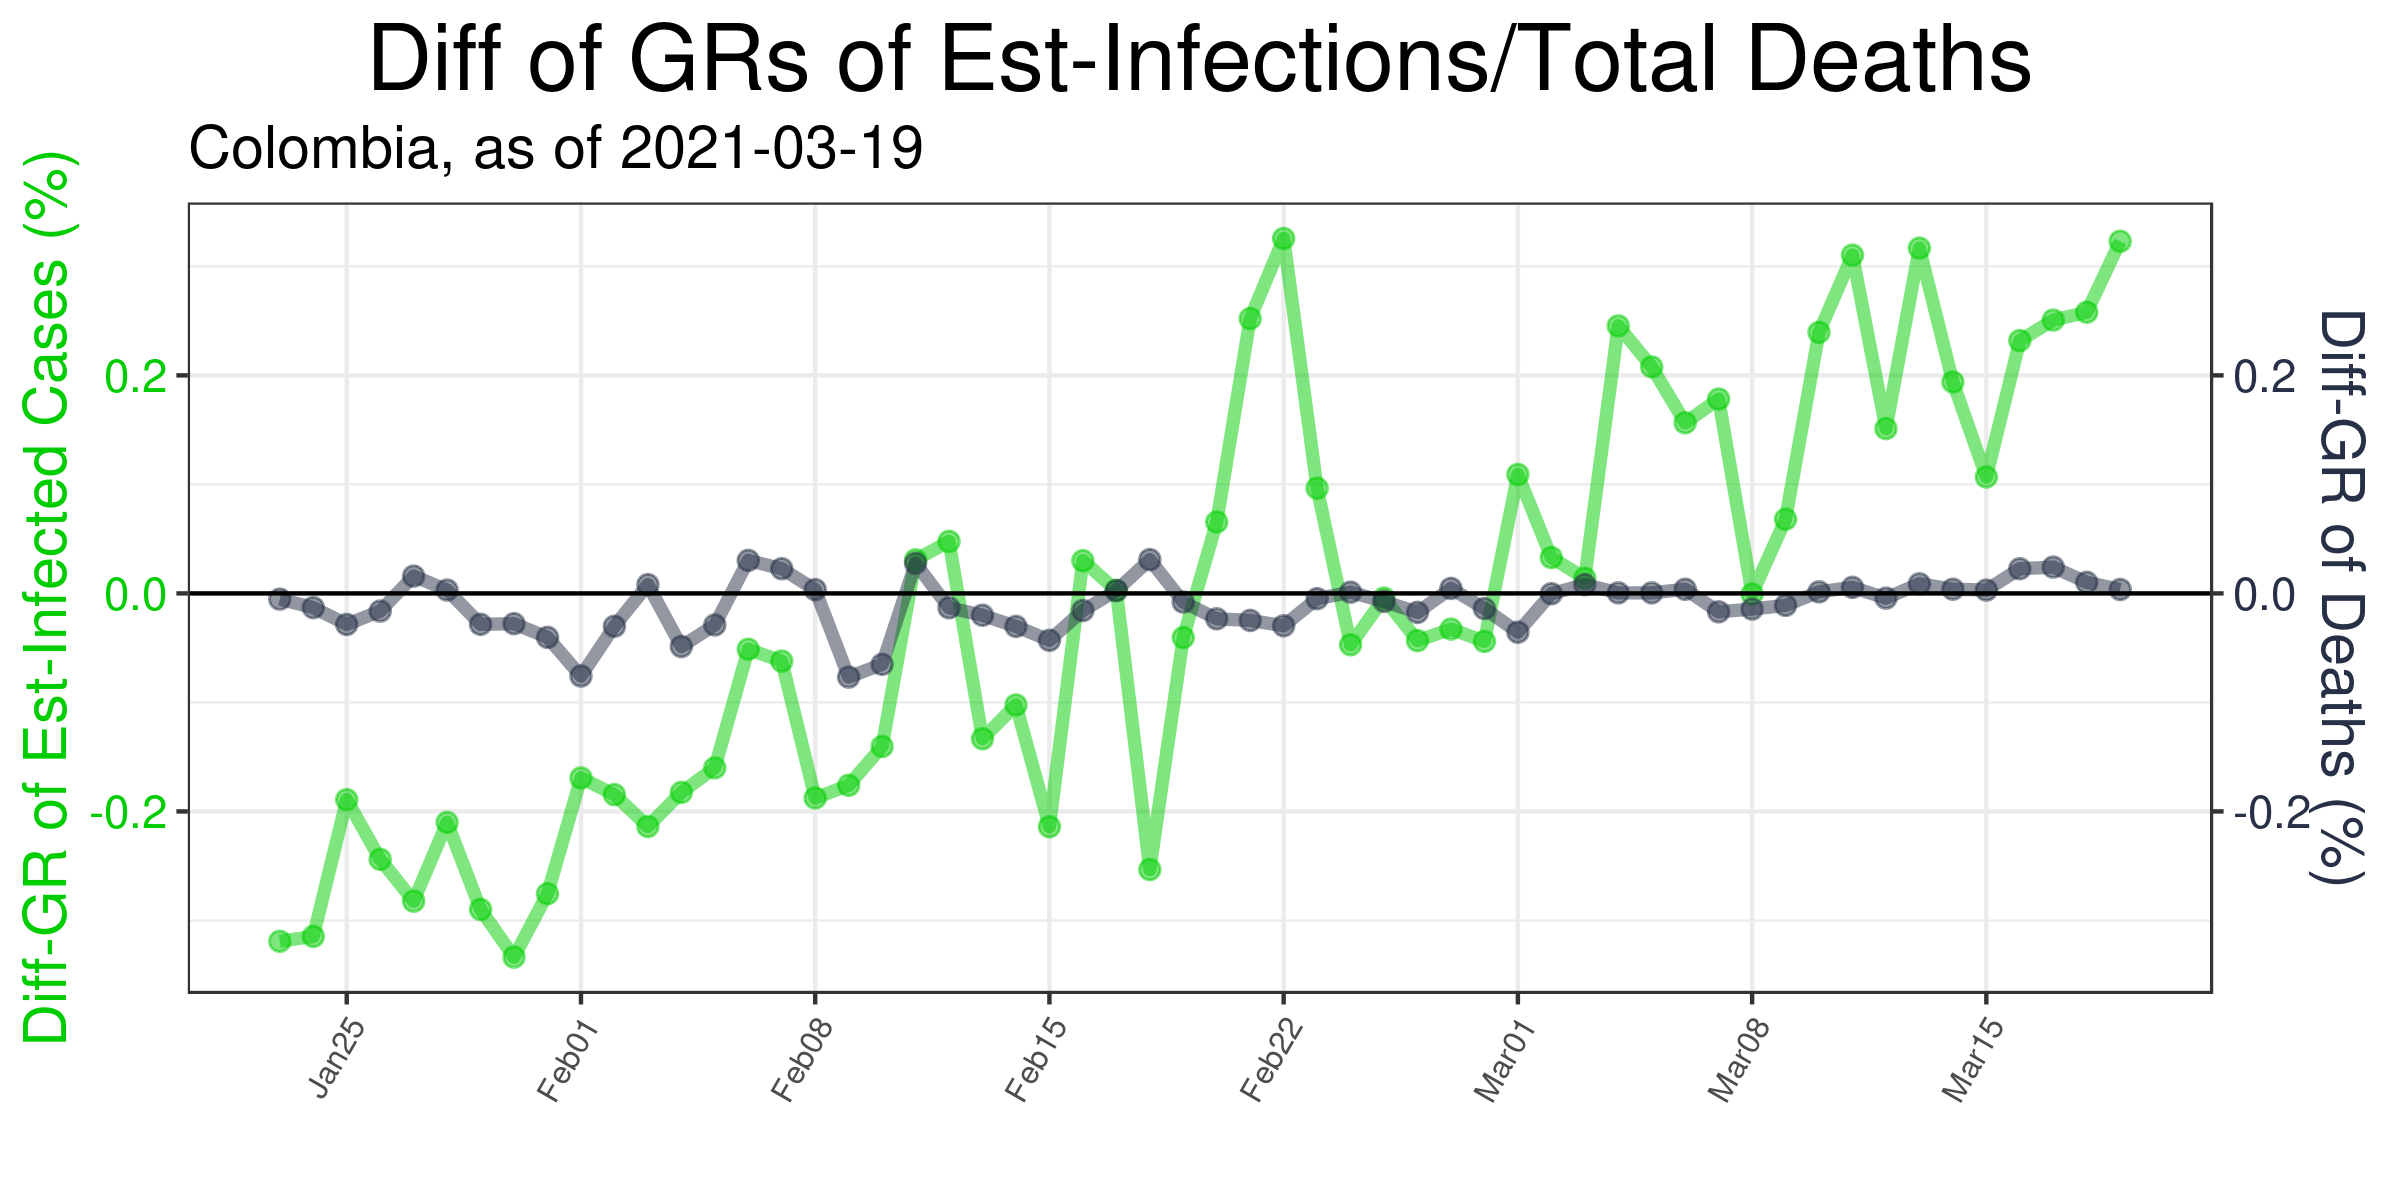 Diff of GRs of Est-Infections/Total Deaths
Colombia, as of 2021-03-19
Diff-GR of Est-Infected Cases (%)
0.2
0.0
-0.2
0.2
0.0
-0.2
Diff-GR of Deaths (%)
Jan25
Feb01
Feb08
Feb15
Feb22
Mar01
Mar08
Mar15